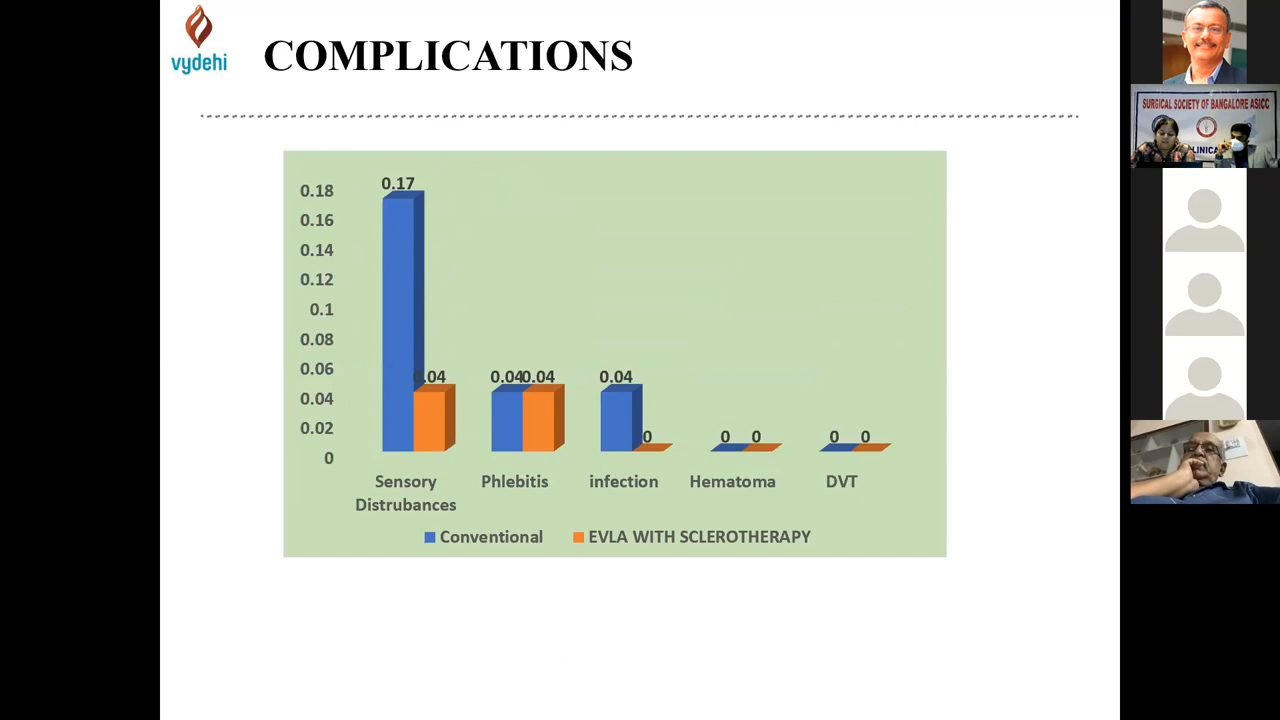 vydehi
COMPLICATIONS
0.18
0.16
0.14
0.12
0.1
0.08
0.06
0.04
0.02
0
0.17
0.04
0.04
0.04
0.04
0
0
0
0
0
Sensory
Distrubances
Phlebitis
infection
Hematoma
DVT
Conventional
EVLA WITH SCLEROTHERAPY
SURGICAL SOCIETY OF BANGALORE ASICC